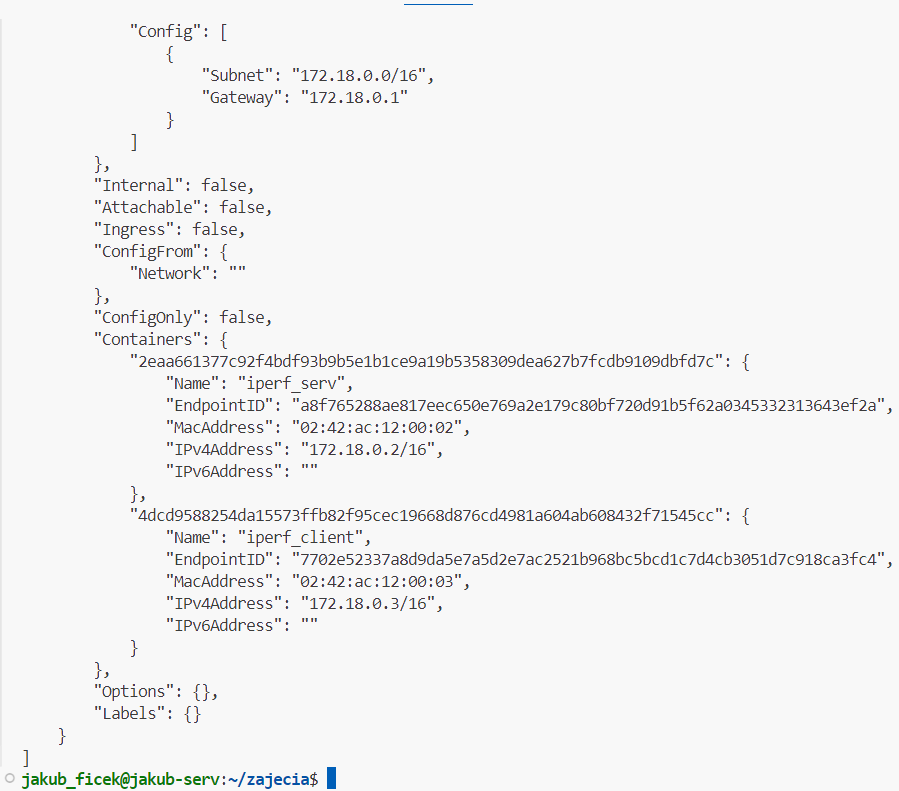 "Config": [
{
"Subnet": "172.18.0.0/16",
"Gateway": "172.18.0.1"
}
]
},
"Internal": false,
"Attachable": false,
"Ingress": false,
"ConfigFrom": {
"Network": ""
},
"ConfigOnly": false,
"Containers": {
"2eaa661377c92f4bdf93b9b5e1b1ce9a19b5358309dea627b7fcdb9109dbfd7c": {
"Name": "iperf_serv",
"EndpointID": "a8f765288ae817eec650e769a2e179c80bf720d91b5f62a0345332313643ef2a",
"MacAddress": "02:42:ac:12:00:02",
"IPv4Address": "172.18.0.2/16",
"IPv6Address": ""
},
"4dcd9588254da15573ffb82f95cec19668d876cd4981a604ab608432f71545cc": {
"Name": "iperf_client",
"EndpointID": "7702e52337a8d9da5e7a5d2e7ac2521b968bc5bcd1c7d4cb3051d7c918ca3fc4",
"MacAddress": "02:42:ac:12:00:03",
"IPv4Address": "172.18.0.3/16",
"IPv6Address": ""
}
},
"Options": {},
"Labels": {}
}
]
jakub_ficek@jakub-serv:~/zajecia$